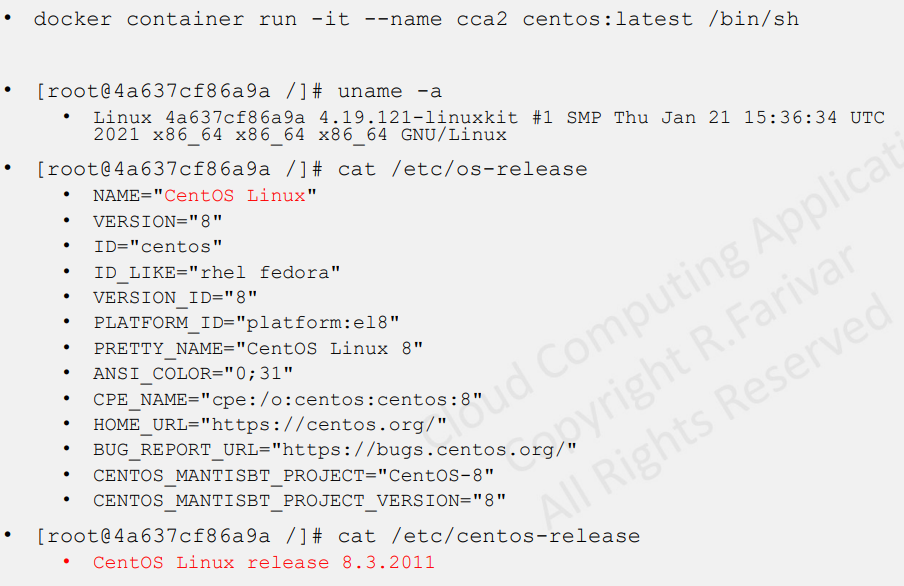 • docker container run -it --name cca2 centos:latest /bin/sh
• [root@4a637cf86a9a /]# uname -a
• Linux 4a637cf86a9a 4.19.121-linuxkit #1 SMP Thu Jan 21 15:36:34 UTC
2021 x86_64 x86_64 x86_64 GNU/Linux
• [root@4a637cf86a9a /]# cat /etc/os-release
• NAME="CentOS Linux"
• VERSION="8"
• ID="centos"
• ID_LIKE="rhel fedora"
• VERSION_ID="8"
• PLATFORM_ID="platform:el8"
• PRETTY_NAME="CentOS Linux 8"
• ANSI_COLOR="0;31"
• CPE_NAME="cpe:/o:centos:centos:8"
• HOME_URL="https://centos.org/"
• BUG_REPORT_URL="https://bugs.centos.org/"
• CENTOS_MANTISBT_PROJECT="CentOS-8"
• CENTOS_MANTISBT_PROJECT_VERSION="8"
• [root@4a637cf86a9a /]# cat /etc/centos-release
• CentOS Linux release 8.3.2011
Cloud Computing Applicati
Copyright R.Farivar
All Rights Reserved